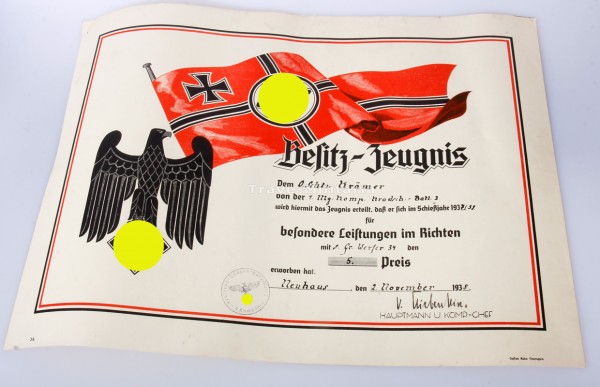 Besitz-Zeugnis
Dem O.Schtz. Krämer
von der 1. Mg. Komp. Kradsch.-Batl. 3
wird hiermit das Zeugnis erteilt, daß er sich im Schießjahr 1937/38
für
besondere Leistungen im Richten
mit s. Gr. Werfer 34 den
5. Preis
erworben hat.
Neuhaus, den 2. November 1938.
HAUPTMANN U. KOMP.-CHEF